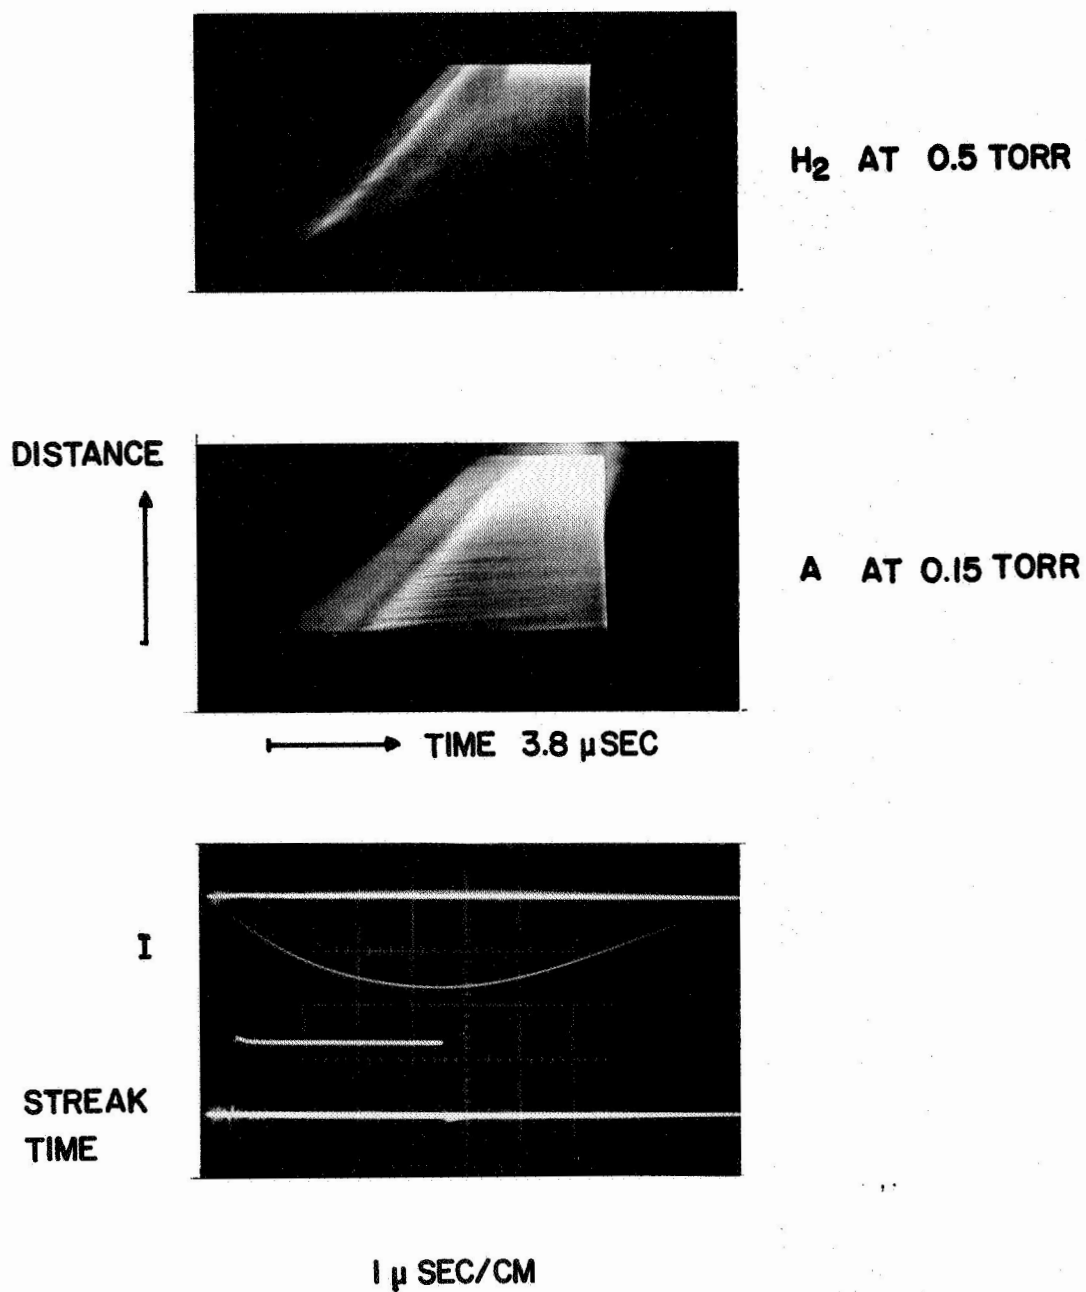 H2 AT 0.5 TORR
DISTANCE
A AT 0.15 TORR
TIME 3.8 μSEC
I
STREAK
TIME
1 μ SEC/CM